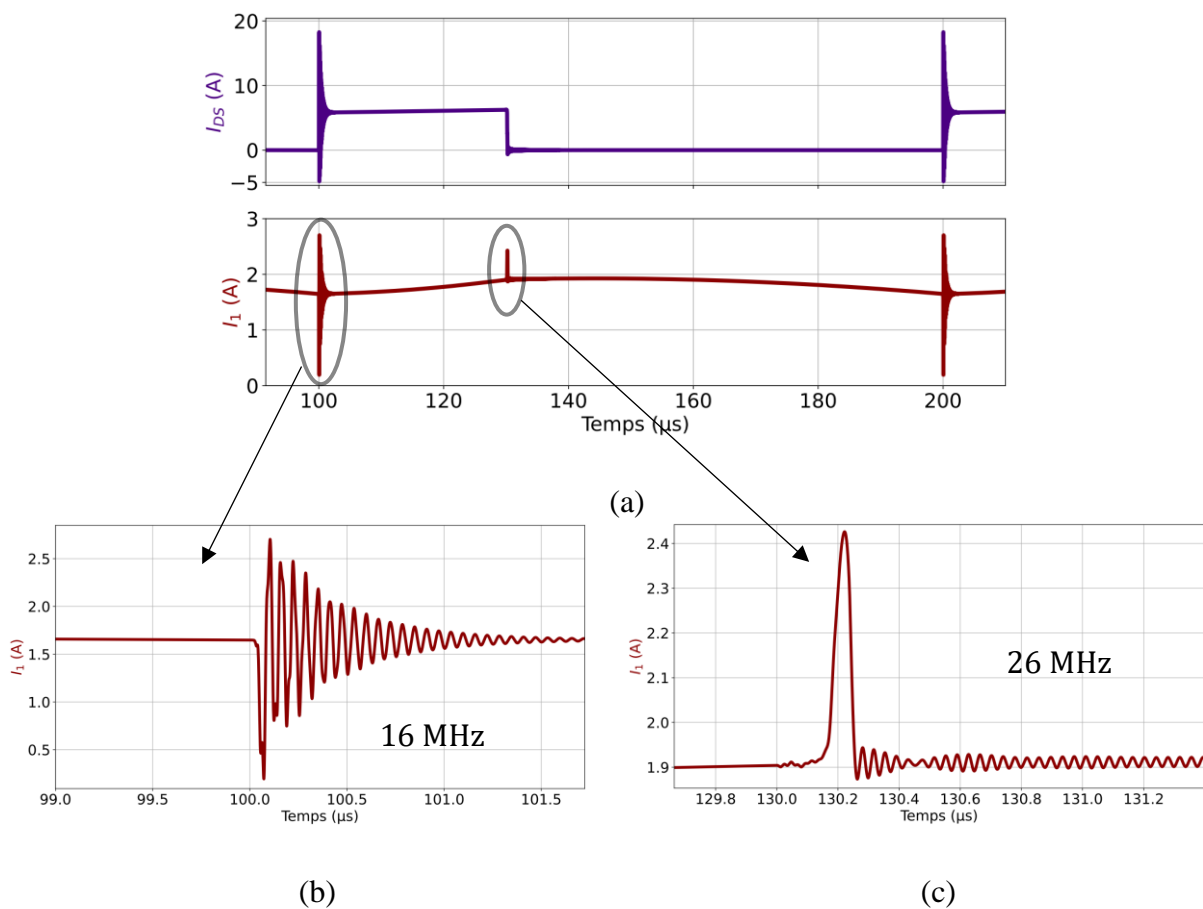 20
10
0
−5
I_DS (A)
3
2
1
0
I_1 (A)
100 120 140 160 180 200
Temps (µs)
(a)
2.5
2.0
1.5
1.0
0.5
I_1 (A)
16 MHz
99.0 99.5 100.0 100.5 101.0 101.5
Temps (µs)
2.4
2.3
2.2
2.1
2.0
1.9
I_1 (A)
26 MHz
129.8 130.0 130.2 130.4 130.6 130.8 131.0 131.2
Temps (µs)
(b) (c)